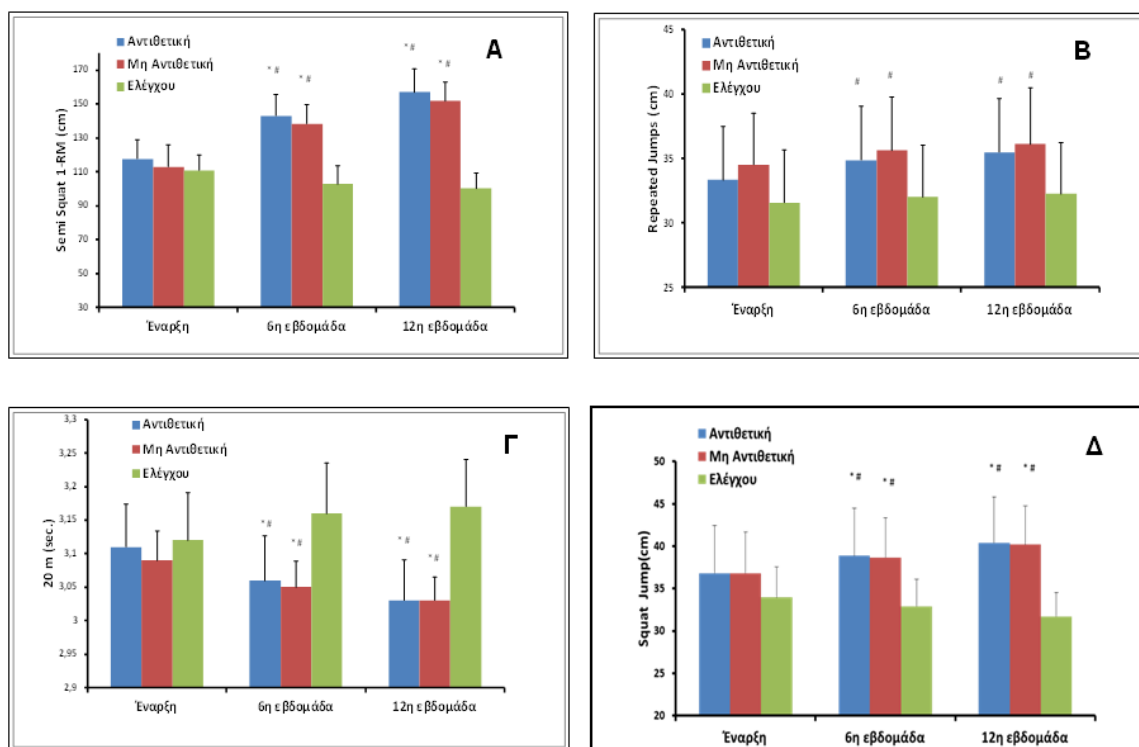 Αντιθετική
Μη Αντιθετική
Ελέγχου
A
Semi Squat 1-RM (cm)
170
150
130
110
90
70
50
30
* #
* #
* #
* #
Έναρξη
6η εβδομάδα
12η εβδομάδα
Αντιθετική
Μη Αντιθετική
Ελέγχου
B
Repeated Jumps (cm)
45
40
35
30
25
#
#
#
#
Έναρξη
6η εβδομάδα
12η εβδομάδα
Αντιθετική
Μη Αντιθετική
Ελέγχου
Γ
20 m (sec.)
3,3
3,25
3,2
3,15
3,1
3,05
3
2,95
2,9
* #
* #
* #
* #
Έναρξη
6η εβδομάδα
12η εβδομάδα
Αντιθετική
Μη Αντιθετική
Ελέγχου
Δ
Squat Jump(cm)
50
45
40
35
30
25
20
* #
* #
* #
* #
Έναρξη
6η εβδομάδα
12η εβδομάδα